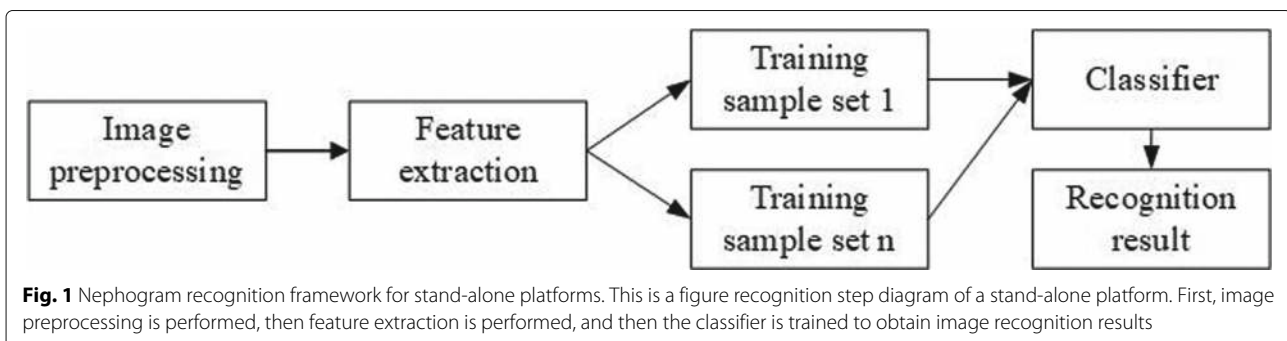 Image
preprocessing
Feature
extraction
Training
sample set 1
Training
sample set n
Classifier
Recognition
result
Fig. 1 Nephogram recognition framework for stand-alone platforms. This is a figure recognition step diagram of a stand-alone platform. First, image
preprocessing is performed, then feature extraction is performed, and then the classifier is trained to obtain image recognition results